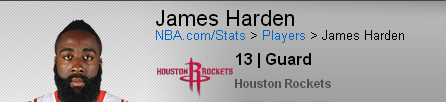 James Harden
NBA.com/Stats > Players > James Harden
13 | Guard
HOUSTON ROCKETS
Houston Rockets